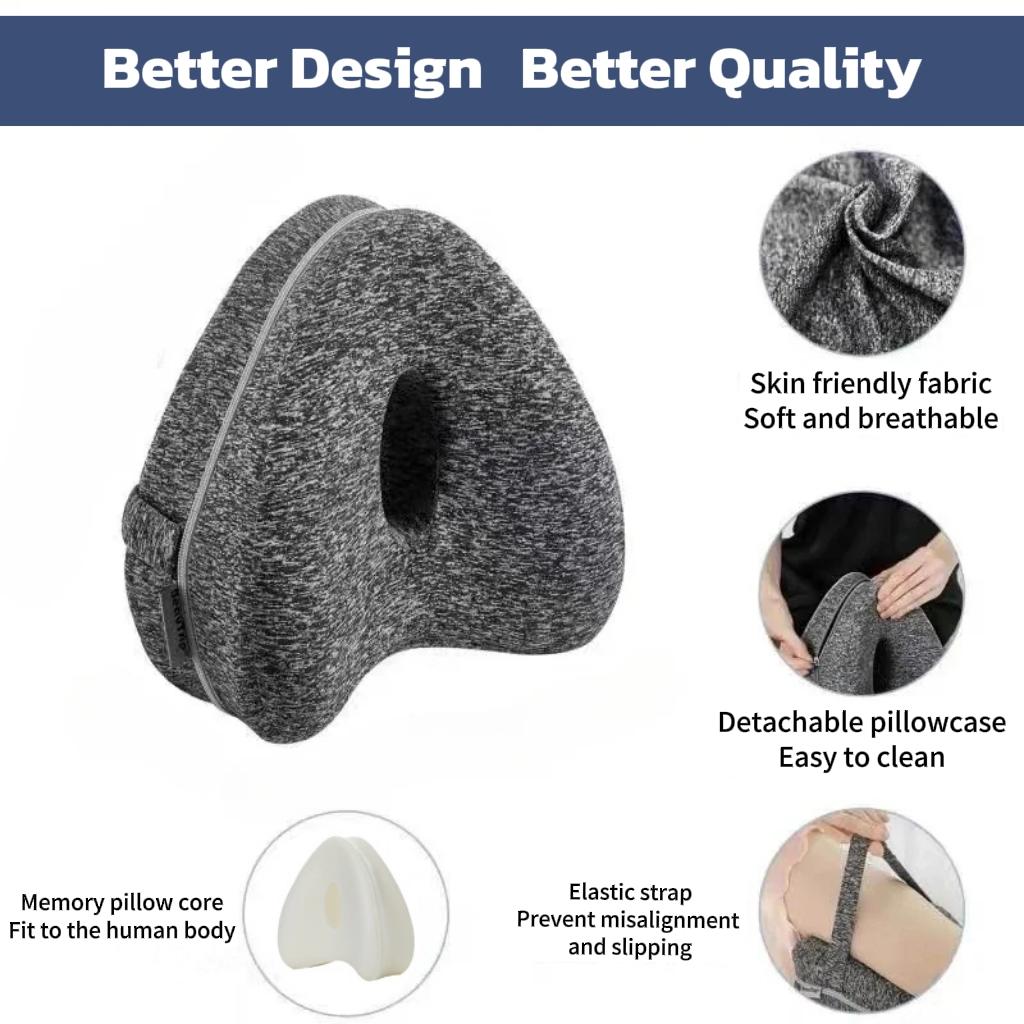 Better Design Better Quality
Skin friendly fabric
Soft and breathable
Detachable pillowcase
Easy to clean
Memory pillow core
Fit to the human body
Elastic strap
Prevent misalignment
and slipping